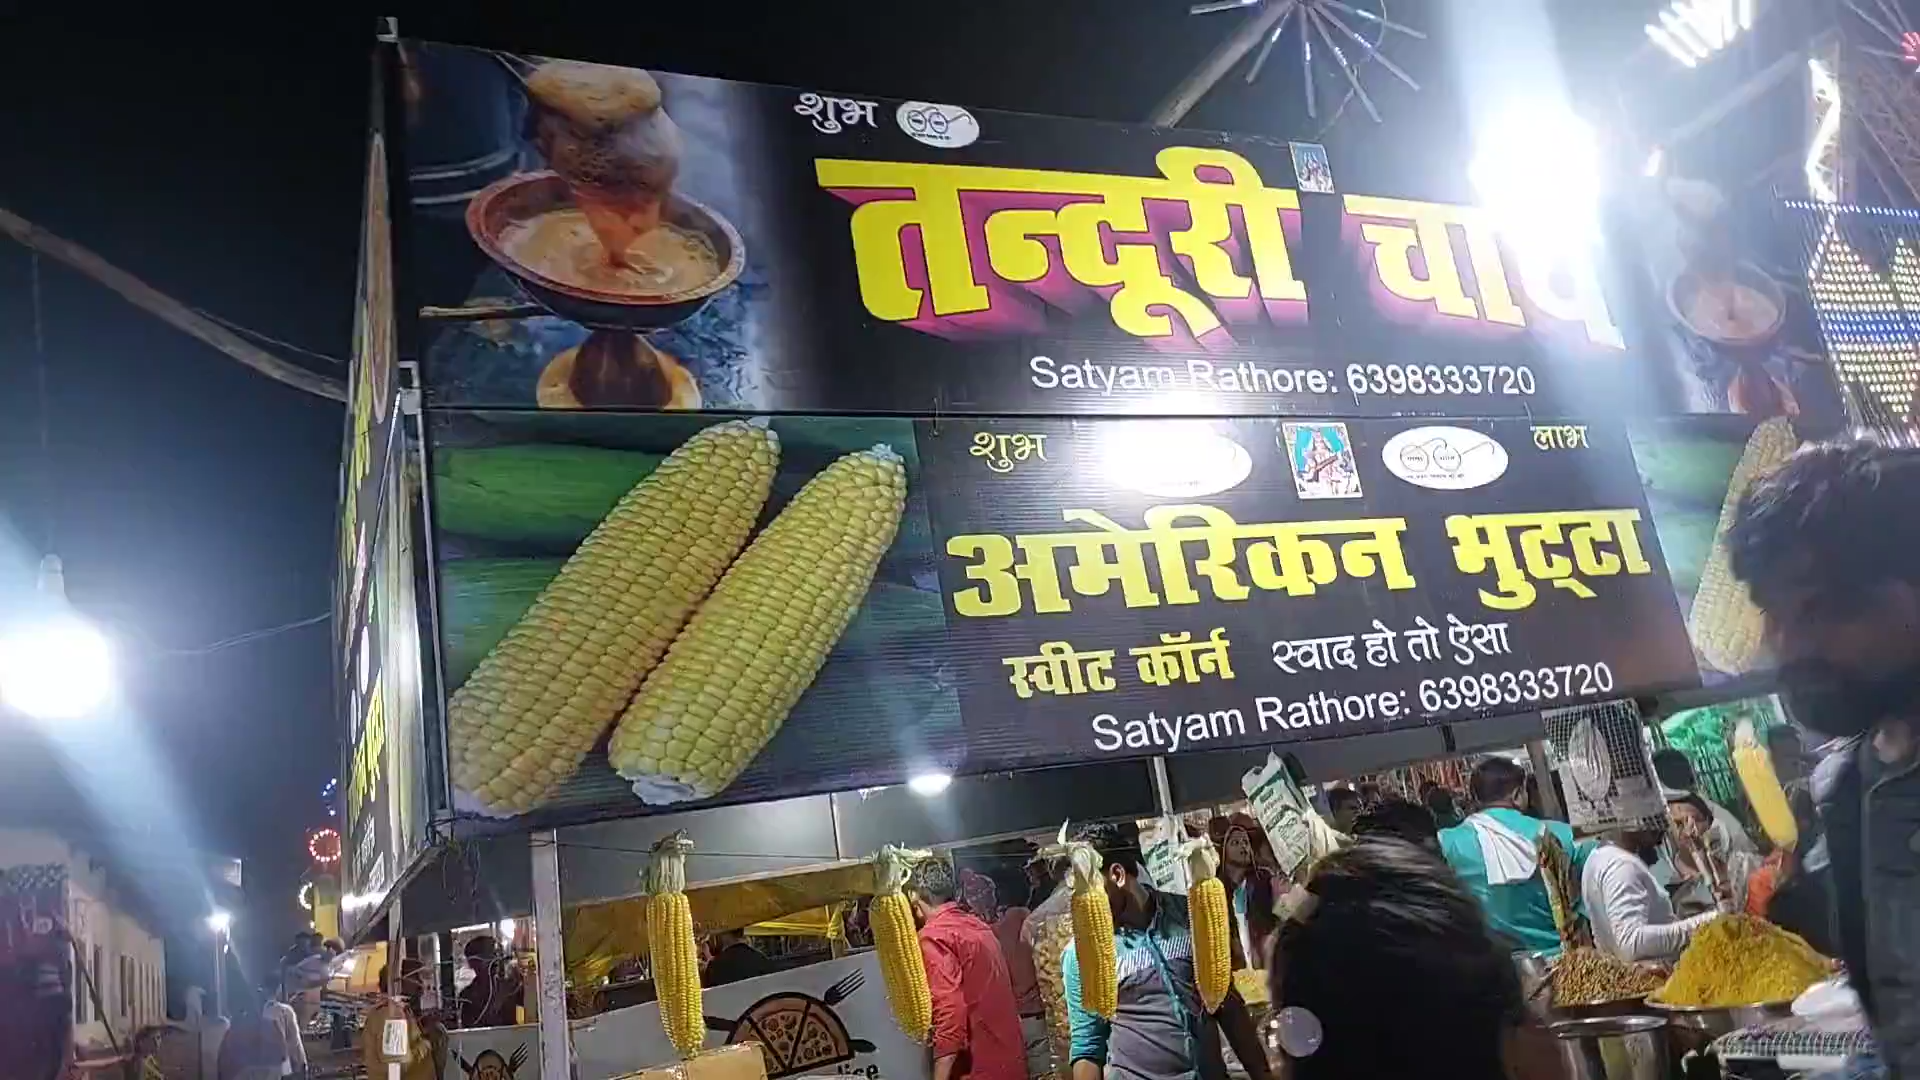 शुभ
तन्दूरी चाय
Satyam Rathore: 6398333720
शुभ लाभ
अमेरिकन भुट्टा
स्वीट कॉर्न स्वाद हो तो ऐसा
Satyam Rathore: 6398333720